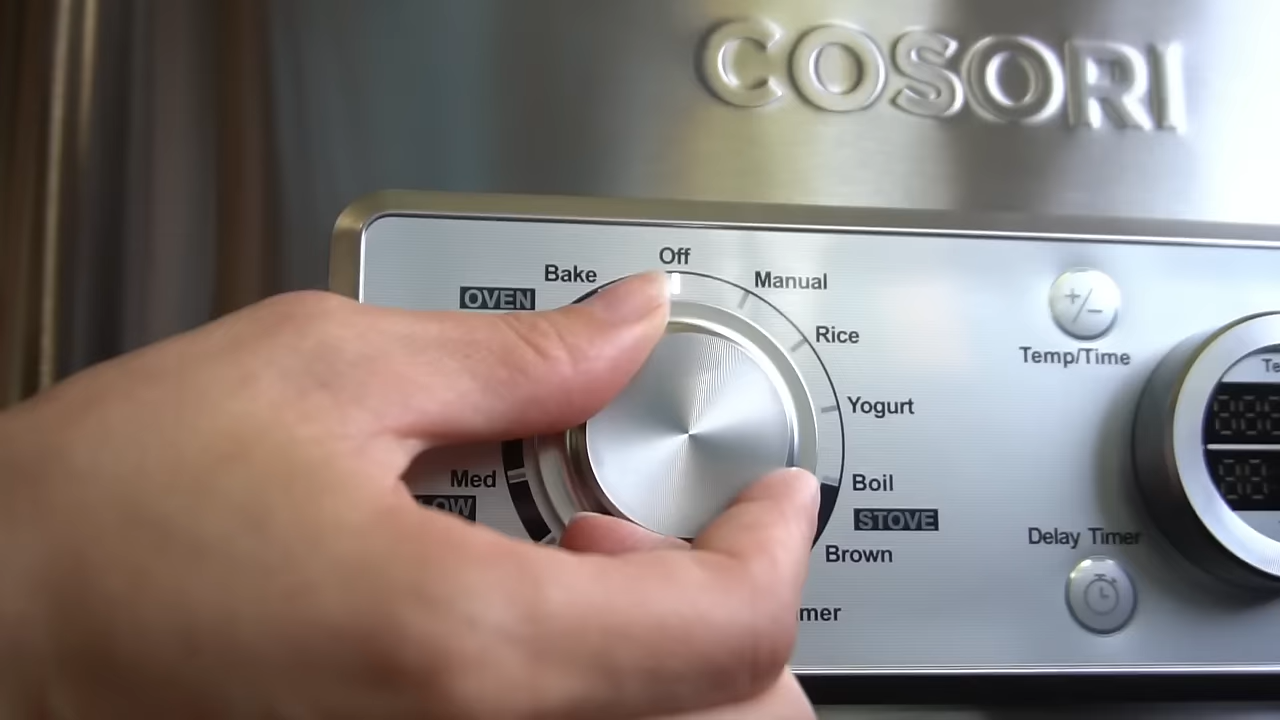 COSORI
Off
Bake
Manual
OVEN
Rice
Temp/Time
Yogurt
Med
Boil
STOVE
Delay Timer
Brown